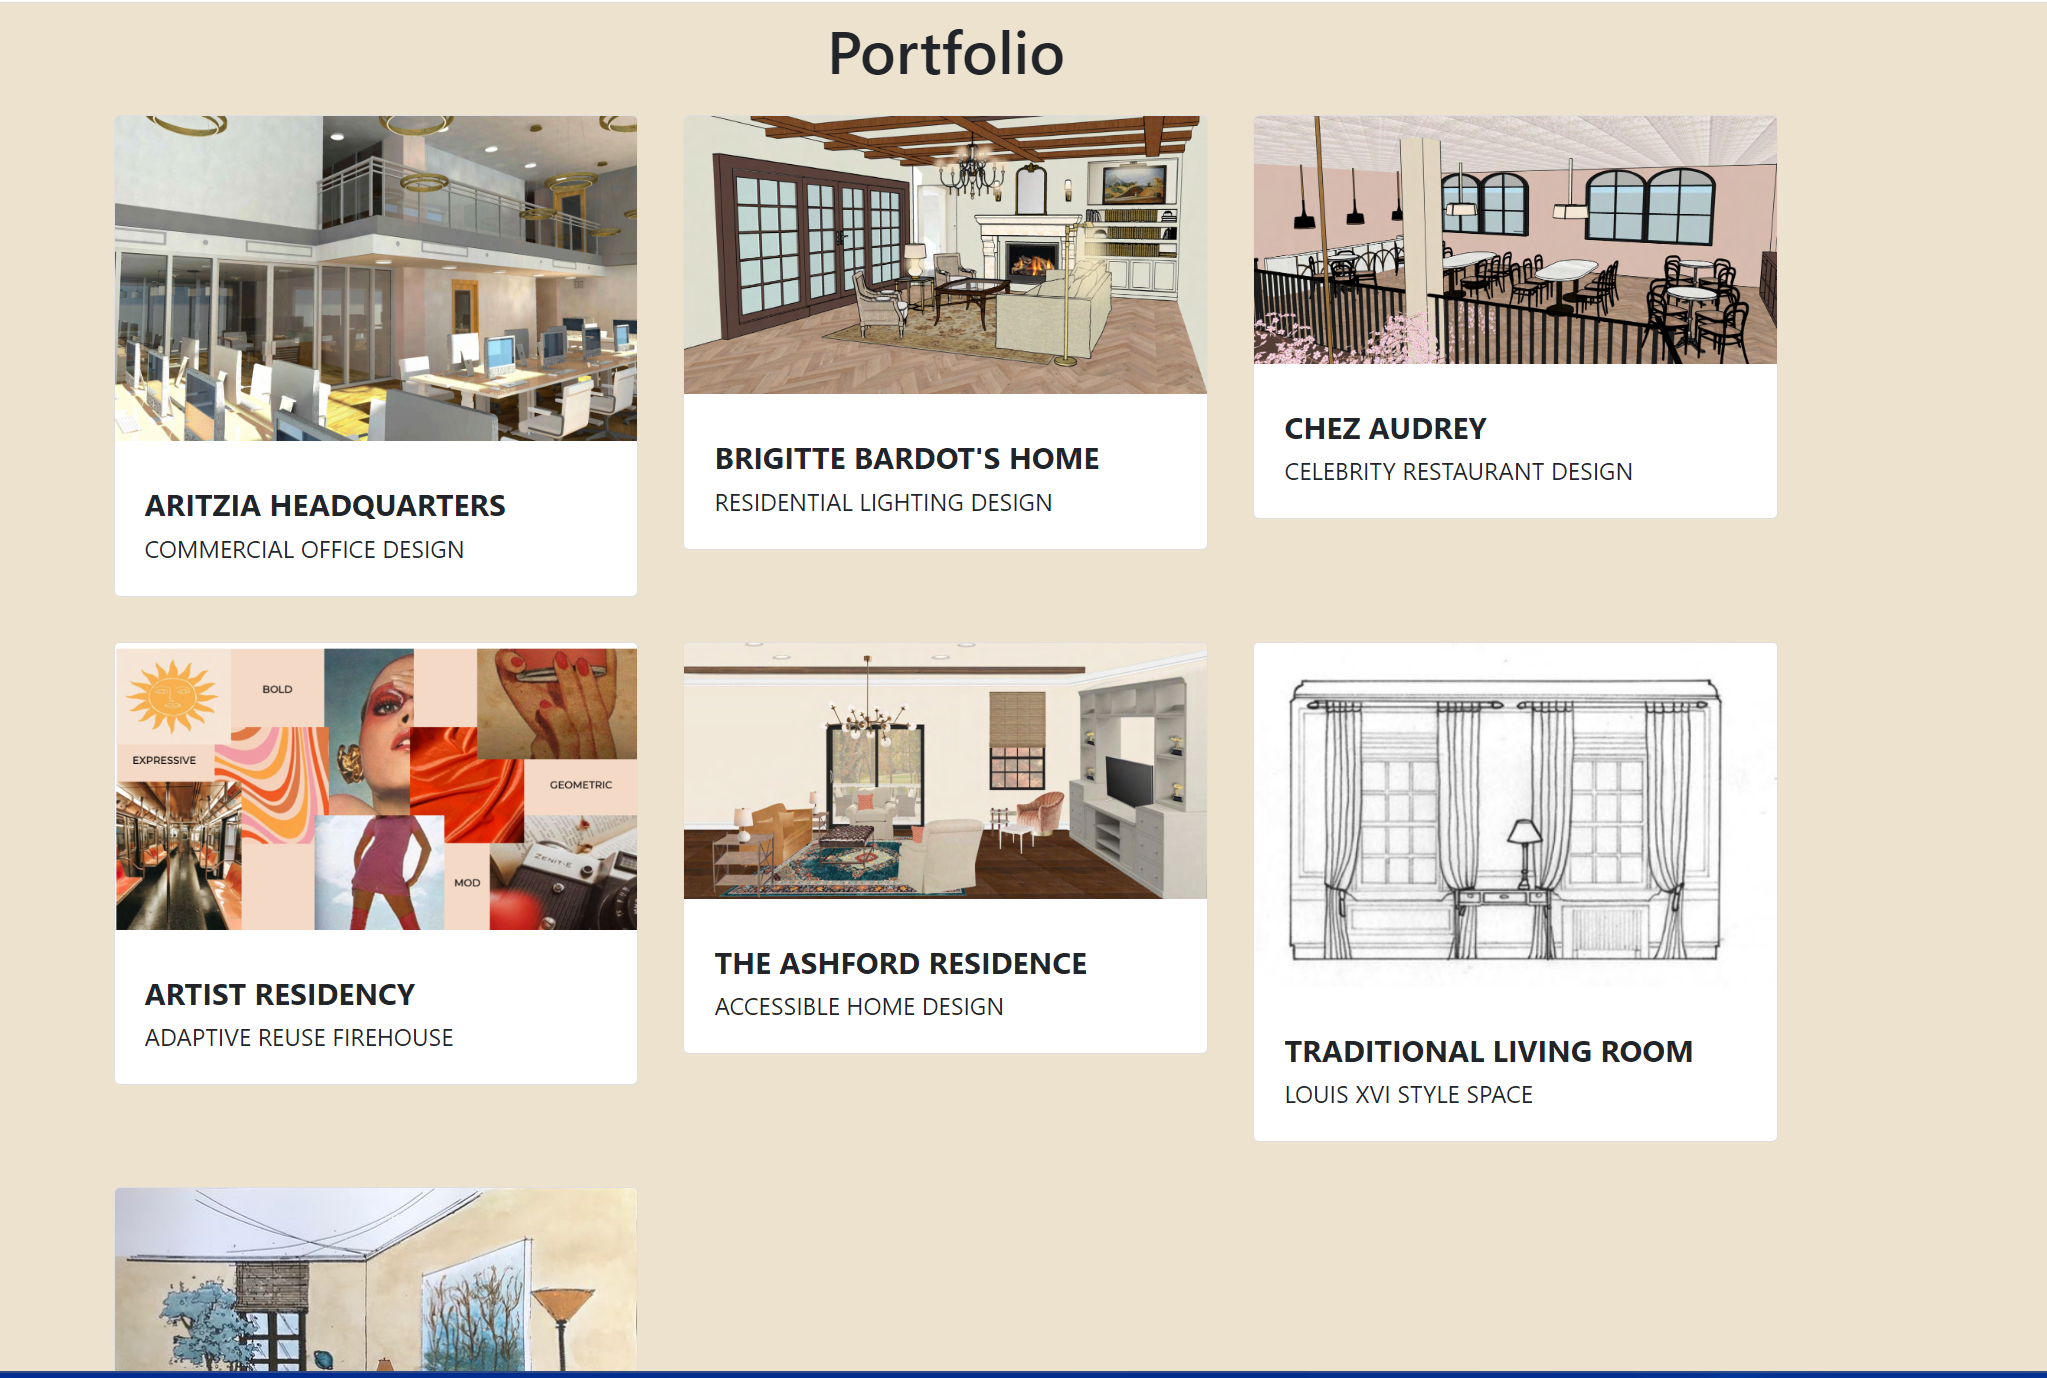 Portfolio
ARITZIA HEADQUARTERS
COMMERCIAL OFFICE DESIGN
BRIGITTE BARDOT'S HOME
RESIDENTIAL LIGHTING DESIGN
CHEZ AUDREY
CELEBRITY RESTAURANT DESIGN
BOLD
EXPRESSIVE
GEOMETRIC
MOD
ZENIT-E
ARTIST RESIDENCY
ADAPTIVE REUSE FIREHOUSE
THE ASHFORD RESIDENCE
ACCESSIBLE HOME DESIGN
TRADITIONAL LIVING ROOM
LOUIS XVI STYLE SPACE